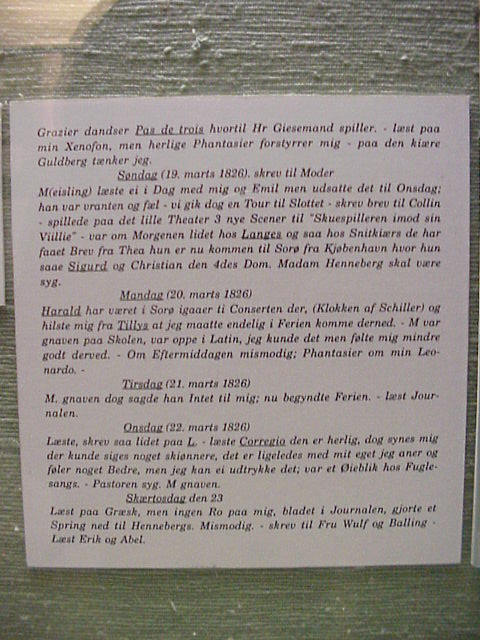 Grazier dandser Pas de trois hvortil Hr Giesemand spiller. - læst paa
min Xenofon, men herlige Phantasier forstyrrer mig - paa den kiære
Guldberg tænker jeg.
Søndag (19. marts 1826). skrev til Moder
M(eisling) læste ei i Dag med mig og Emil men udsatte det til Onsdag;
han var vranten og fæl - vi gik dog en Tour til Slottet - skrev brev til Collin
- spillede paa det lille Theater 3 nye Scener til "Skuespilleren imod sin
Viillie" - var om Morgenen lidet hos Langes og saa hos Snitkiærs de har
faaet Brev fra Thea hun er nu kommen til Sorø fra Kjøbenhavn hvor hun
saae Sigurd og Christian den 4des Dom. Madam Henneberg skal være
syg.
Mandag (20. marts 1826)
Harald har været i Sorø igaaer ti Conserten der, (Klokken af Schiller) og
hilste mig fra Tillys at jeg maatte endelig i Ferien komme derned. - M var
gnaven paa Skolen, var oppe i Latin, jeg kunde det men følte mig mindre
godt derved. - Om Eftermiddagen mismodig; Phantasier om min Leo-
nardo. -
Tirsdag (21. marts 1826)
M. gnaven dog sagde han Intet til mig; nu begyndte Ferien. - læst Jour-
nalen.
Onsdag (22. marts 1826)
Læste, skrev saa lidet paa L. - læste Corregio den er herlig, dog synes mig
der kunde siges noget skiønnere, det er ligeledes med mit eget jeg aner og
føler noget Bedre, men jeg kan ei udtrykke det; var et Øieblik hos Fugle-
sangs. - Pastoren syg. M gnaven.
Skærtosdag den 23
Læst paa Græsk, men ingen Ro paa mig, bladet i Journalen, gjorte et
Spring ned til Hennebergs. Mismodig. - skrev til Fru Wulf og Balling -
Læst Erik og Abel.